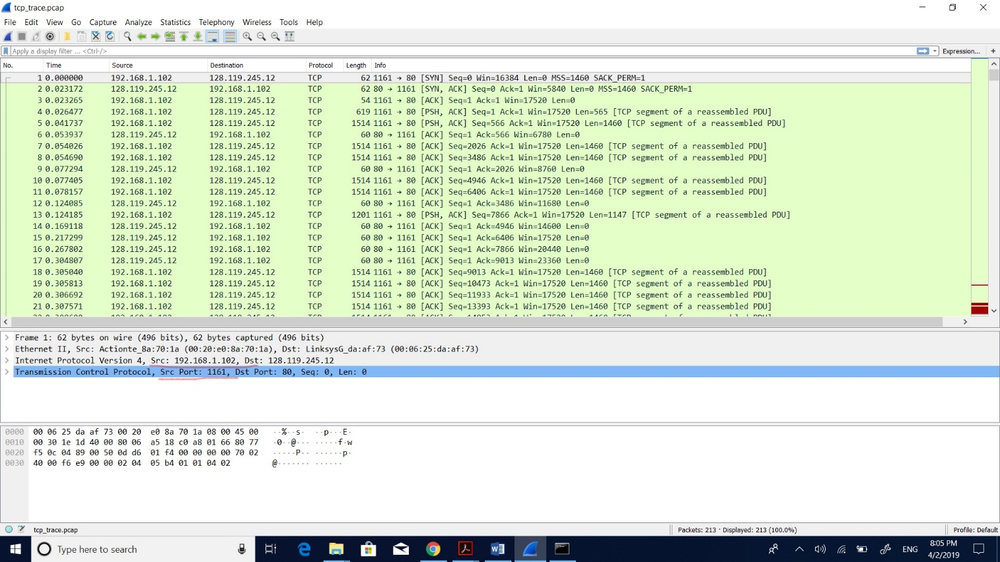 tcp_trace.pcap
File Edit View Go Capture Analyze Statistics Telephony Wireless Tools Help
Apply a display filter ... <Ctrl-/> Expression... +
No. Time Source Destination Protocol Length Info
1 0.000000 192.168.1.102 128.119.245.12 TCP 62 1161 → 80 [SYN] Seq=0 Win=16384 Len=0 MSS=1460 SACK_PERM=1
2 0.023172 128.119.245.12 192.168.1.102 TCP 62 80 → 1161 [SYN, ACK] Seq=0 Ack=1 Win=5840 Len=0 MSS=1460 SACK_PERM=1
3 0.023265 192.168.1.102 128.119.245.12 TCP 54 1161 → 80 [ACK] Seq=1 Ack=1 Win=17520 Len=0
4 0.026477 192.168.1.102 128.119.245.12 TCP 619 1161 → 80 [PSH, ACK] Seq=1 Ack=1 Win=17520 Len=565 [TCP segment of a reassembled PDU]
5 0.041737 192.168.1.102 128.119.245.12 TCP 1514 1161 → 80 [PSH, ACK] Seq=566 Ack=1 Win=17520 Len=1460 [TCP segment of a reassembled PDU]
6 0.053937 128.119.245.12 192.168.1.102 TCP 60 80 → 1161 [ACK] Seq=1 Ack=566 Win=6780 Len=0
7 0.054026 192.168.1.102 128.119.245.12 TCP 1514 1161 → 80 [ACK] Seq=2026 Ack=1 Win=17520 Len=1460 [TCP segment of a reassembled PDU]
8 0.054690 192.168.1.102 128.119.245.12 TCP 1514 1161 → 80 [ACK] Seq=3486 Ack=1 Win=17520 Len=1460 [TCP segment of a reassembled PDU]
9 0.077294 128.119.245.12 192.168.1.102 TCP 60 80 → 1161 [ACK] Seq=1 Ack=2026 Win=8760 Len=0
10 0.077405 192.168.1.102 128.119.245.12 TCP 1514 1161 → 80 [ACK] Seq=4946 Ack=1 Win=17520 Len=1460 [TCP segment of a reassembled PDU]
11 0.078157 192.168.1.102 128.119.245.12 TCP 1514 1161 → 80 [ACK] Seq=6406 Ack=1 Win=17520 Len=1460 [TCP segment of a reassembled PDU]
12 0.124085 128.119.245.12 192.168.1.102 TCP 60 80 → 1161 [ACK] Seq=1 Ack=3486 Win=11680 Len=0
13 0.124185 192.168.1.102 128.119.245.12 TCP 1201 1161 → 80 [PSH, ACK] Seq=7866 Ack=1 Win=17520 Len=1147 [TCP segment of a reassembled PDU]
14 0.169118 128.119.245.12 192.168.1.102 TCP 60 80 → 1161 [ACK] Seq=1 Ack=4946 Win=14600 Len=0
15 0.217299 128.119.245.12 192.168.1.102 TCP 60 80 → 1161 [ACK] Seq=1 Ack=6406 Win=17520 Len=0
16 0.267802 128.119.245.12 192.168.1.102 TCP 60 80 → 1161 [ACK] Seq=1 Ack=7866 Win=20440 Len=0
17 0.304807 128.119.245.12 192.168.1.102 TCP 60 80 → 1161 [ACK] Seq=1 Ack=9013 Win=23360 Len=0
18 0.305040 192.168.1.102 128.119.245.12 TCP 1514 1161 → 80 [ACK] Seq=9013 Ack=1 Win=17520 Len=1460 [TCP segment of a reassembled PDU]
19 0.305813 192.168.1.102 128.119.245.12 TCP 1514 1161 → 80 [ACK] Seq=10473 Ack=1 Win=17520 Len=1460 [TCP segment of a reassembled PDU]
20 0.306692 192.168.1.102 128.119.245.12 TCP 1514 1161 → 80 [ACK] Seq=11933 Ack=1 Win=17520 Len=1460 [TCP segment of a reassembled PDU]
21 0.307571 192.168.1.102 128.119.245.12 TCP 1514 1161 → 80 [ACK] Seq=13393 Ack=1 Win=17520 Len=1460 [TCP segment of a reassembled PDU]
Frame 1: 62 bytes on wire (496 bits), 62 bytes captured (496 bits)
Ethernet II, Src: Actionte_8a:70:1a (00:20:e0:8a:70:1a), Dst: LinksysG_da:af:73 (00:06:25:da:af:73)
Internet Protocol Version 4, Src: 192.168.1.102, Dst: 128.119.245.12
Transmission Control Protocol, Src Port: 1161, Dst Port: 80, Seq: 0, Len: 0
0000 00 06 25 da af 73 00 20 e0 8a 70 1a 08 00 45 00 ··%··s· ··p···E·
0010 00 30 1e 1d 40 00 80 06 a5 18 c0 a8 01 66 80 77 ·0··@··· ·····f·w
0020 f5 0c 04 89 00 50 0d d6 01 f4 00 00 00 00 70 02 ·····P·· ······p·
0030 40 00 f6 e9 00 00 02 04 05 b4 01 01 04 02 @······· ······
tcp_trace.pcap Packets: 213 · Displayed: 213 (100.0%) Profile: Default
Type here to search ENG 8:05 PM
4/2/2019